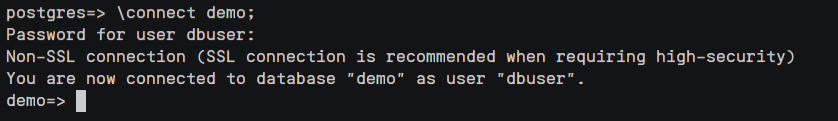 postgres=> \connect demo;
Password for user dbuser:
Non-SSL connection (SSL connection is recommended when requiring high-security)
You are now connected to database "demo" as user "dbuser".
demo=>